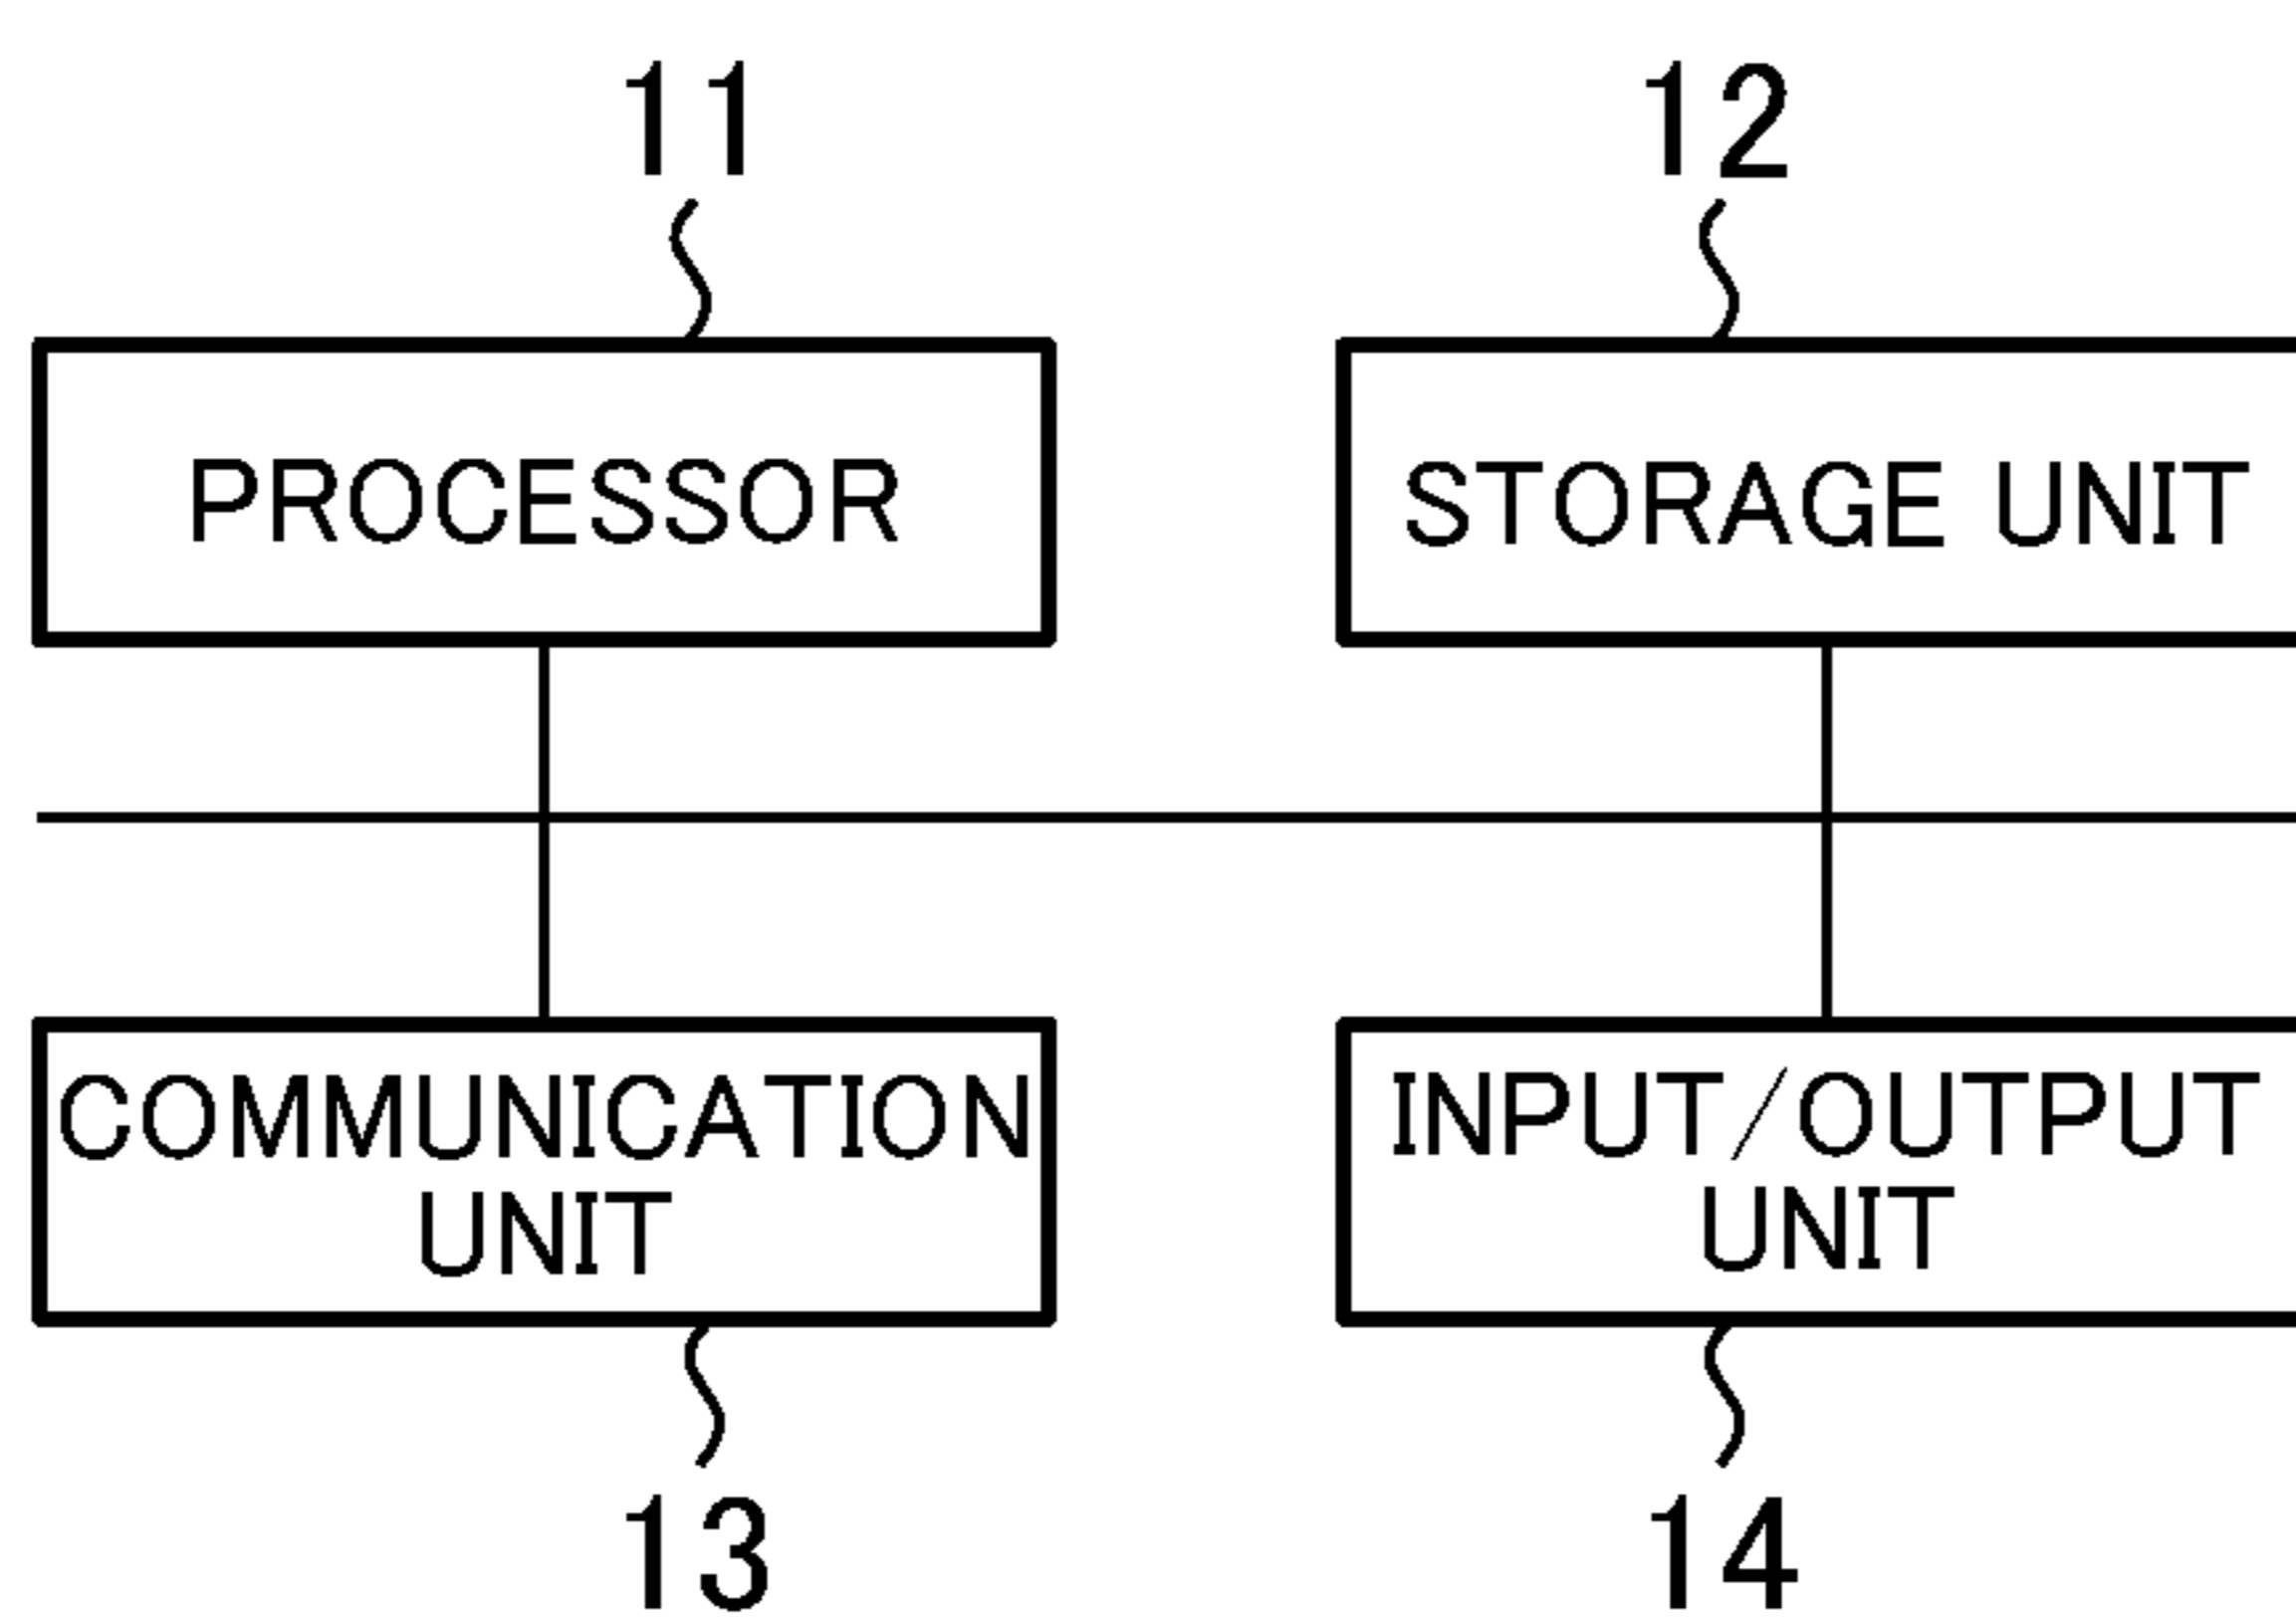 11
12
PROCESSOR
STORAGE UNIT
COMMUNICATION
UNIT
INPUT/OUTPUT
UNIT
13
14